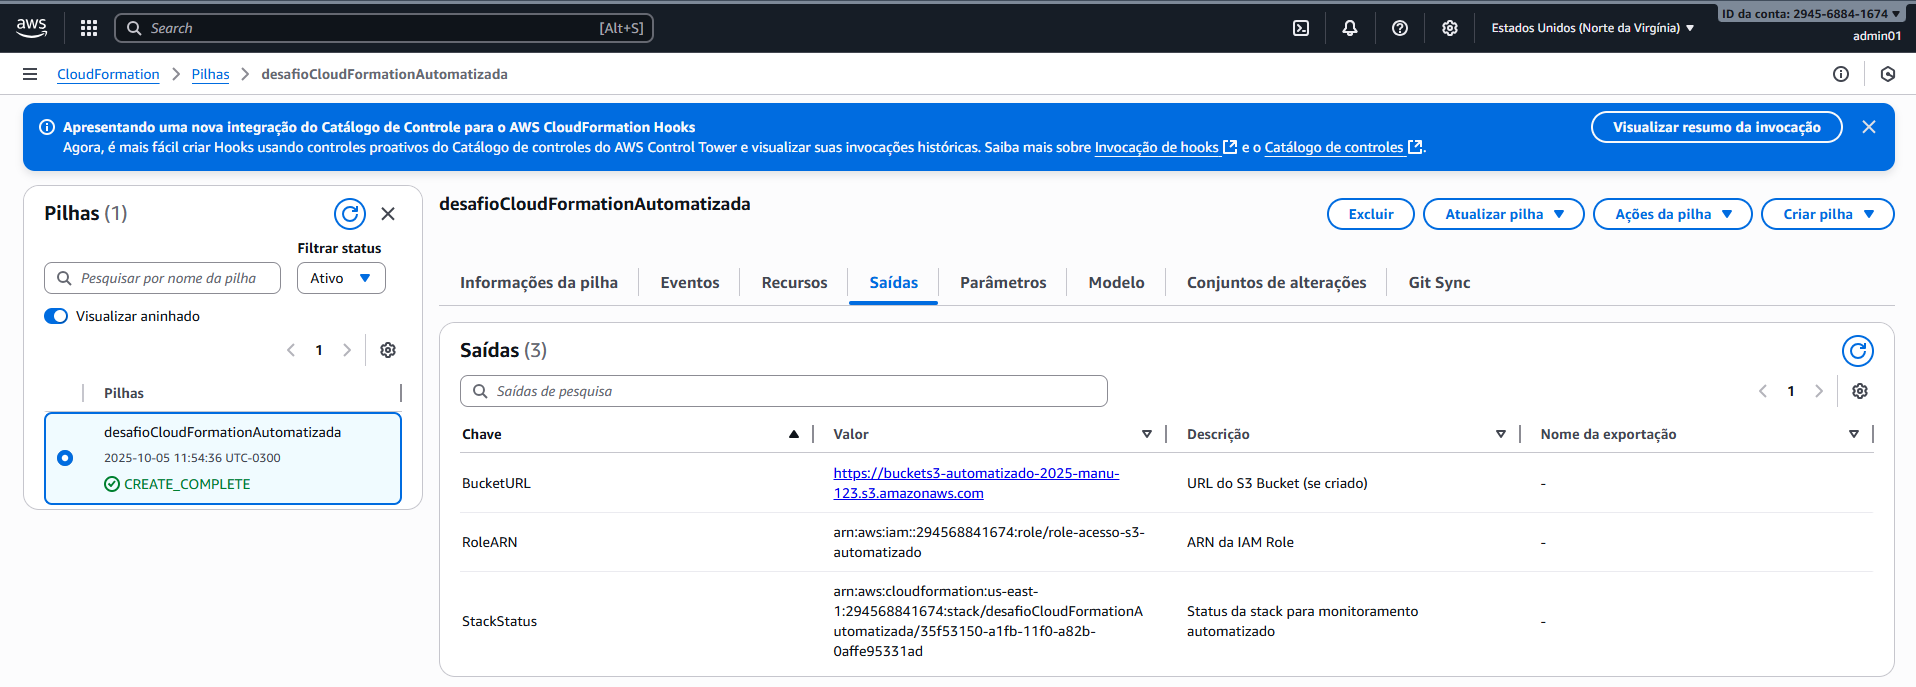 aws
Search
[Alt+S]
Estados Unidos (Norte da Virgínia)
ID da conta: 2945-6884-1674
admin01
CloudFormation
Pilhas
desafioCloudFormationAutomatizada
Apresentando uma nova integração do Catálogo de Controle para o AWS CloudFormation Hooks
Agora, é mais fácil criar Hooks usando controles proativos do Catálogo de controles do AWS Control Tower e visualizar suas invocações históricas. Saiba mais sobre Invocação de hooks e o Catálogo de controles.
Visualizar resumo da invocação
Pilhas (1)
Filtrar status
Pesquisar por nome da pilha
Ativo
Visualizar aninhado
1
Pilhas
desafioCloudFormationAutomatizada
2025-10-05 11:54:36 UTC-0300
CREATE_COMPLETE
desafioCloudFormationAutomatizada
Excluir
Atualizar pilha
Ações da pilha
Criar pilha
Informações da pilha
Eventos
Recursos
Saídas
Parâmetros
Modelo
Conjuntos de alterações
Git Sync
Saídas (3)
Saídas de pesquisa
1
Chave
Valor
Descrição
Nome da exportação
BucketURL
https://buckets3-automatizado-2025-manu-
123.s3.amazonaws.com
URL do S3 Bucket (se criado)
-
RoleARN
arn:aws:iam::294568841674:role/role-acesso-s3-
automatizado
ARN da IAM Role
-
StackStatus
arn:aws:cloudformation:us-east-
1:294568841674:stack/desafioCloudFormationA
utomatizada/35f53150-a1fb-11f0-a82b-
0affe95331ad
Status da stack para monitoramento
automatizado
-